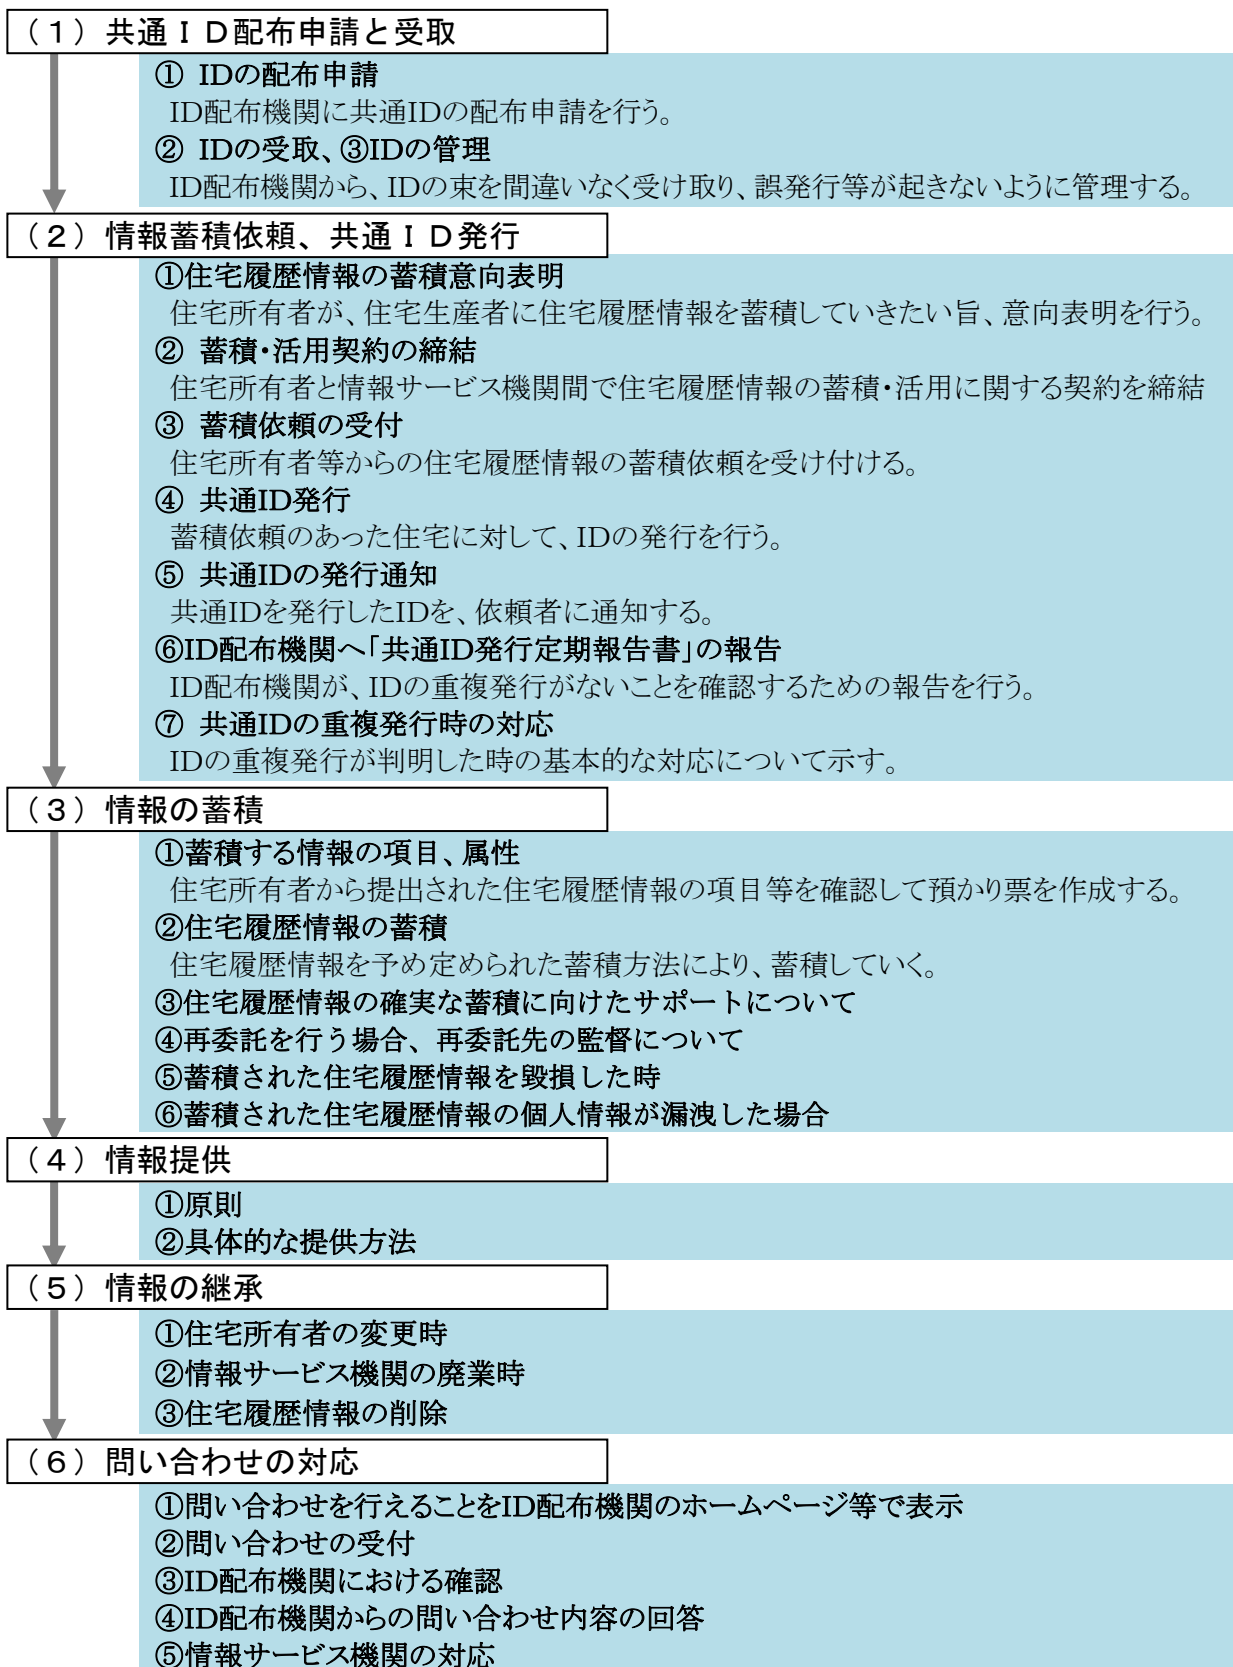 （１）共通ＩＤ配布申請と受取
① IDの配布申請
ID配布機関に共通IDの配布申請を行う。
② IDの受取、③IDの管理
ID配布機関から、IDの束を間違いなく受け取り、誤発行等が起きないように管理する。
（２）情報蓄積依頼、共通ＩＤ発行
①住宅履歴情報の蓄積意向表明
住宅所有者が、住宅生産者に住宅履歴情報を蓄積していきたい旨、意向表明を行う。
② 蓄積・活用契約の締結
住宅所有者と情報サービス機関間で住宅履歴情報の蓄積・活用に関する契約を締結
③ 蓄積依頼の受付
住宅所有者等からの住宅履歴情報の蓄積依頼を受け付ける。
④ 共通ID発行
蓄積依頼のあった住宅に対して、IDの発行を行う。
⑤ 共通IDの発行通知
共通IDを発行したIDを、依頼者に通知する。
⑥ID配布機関へ「共通ID発行定期報告書」の報告
ID配布機関が、IDの重複発行がないことを確認するための報告を行う。
⑦ 共通IDの重複発行時の対応
IDの重複発行が判明した時の基本的な対応について示す。
（３）情報の蓄積
①蓄積する情報の項目、属性
住宅所有者から提出された住宅履歴情報の項目等を確認して預かり票を作成する。
②住宅履歴情報の蓄積
住宅履歴情報を予め定められた蓄積方法により、蓄積していく。
③住宅履歴情報の確実な蓄積に向けたサポートについて
④再委託を行う場合、再委託先の監督について
⑤蓄積された住宅履歴情報を毀損した時
⑥蓄積された住宅履歴情報の個人情報が漏洩した場合
（４）情報提供
①原則
②具体的な提供方法
（５）情報の継承
①住宅所有者の変更時
②情報サービス機関の廃業時
③住宅履歴情報の削除
（６）問い合わせの対応
①問い合わせを行えることをID配布機関のホームページ等で表示
②問い合わせの受付
③ID配布機関における確認
④ID配布機関からの問い合わせ内容の回答
⑤情報サービス機関の対応